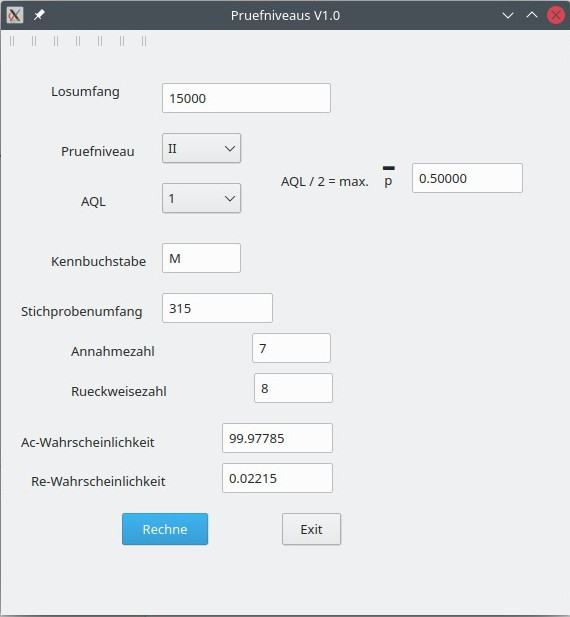 Pruefniveaus V1.0
Losumfang 15000
Pruefniveau II
AQL / 2 = max. p 0.50000
AQL 1
Kennbuchstabe M
Stichprobenumfang 315
Annahmezahl 7
Rueckweisezahl 8
Ac-Wahrscheinlichkeit 99.97785
Re-Wahrscheinlichkeit 0.02215
Rechne Exit